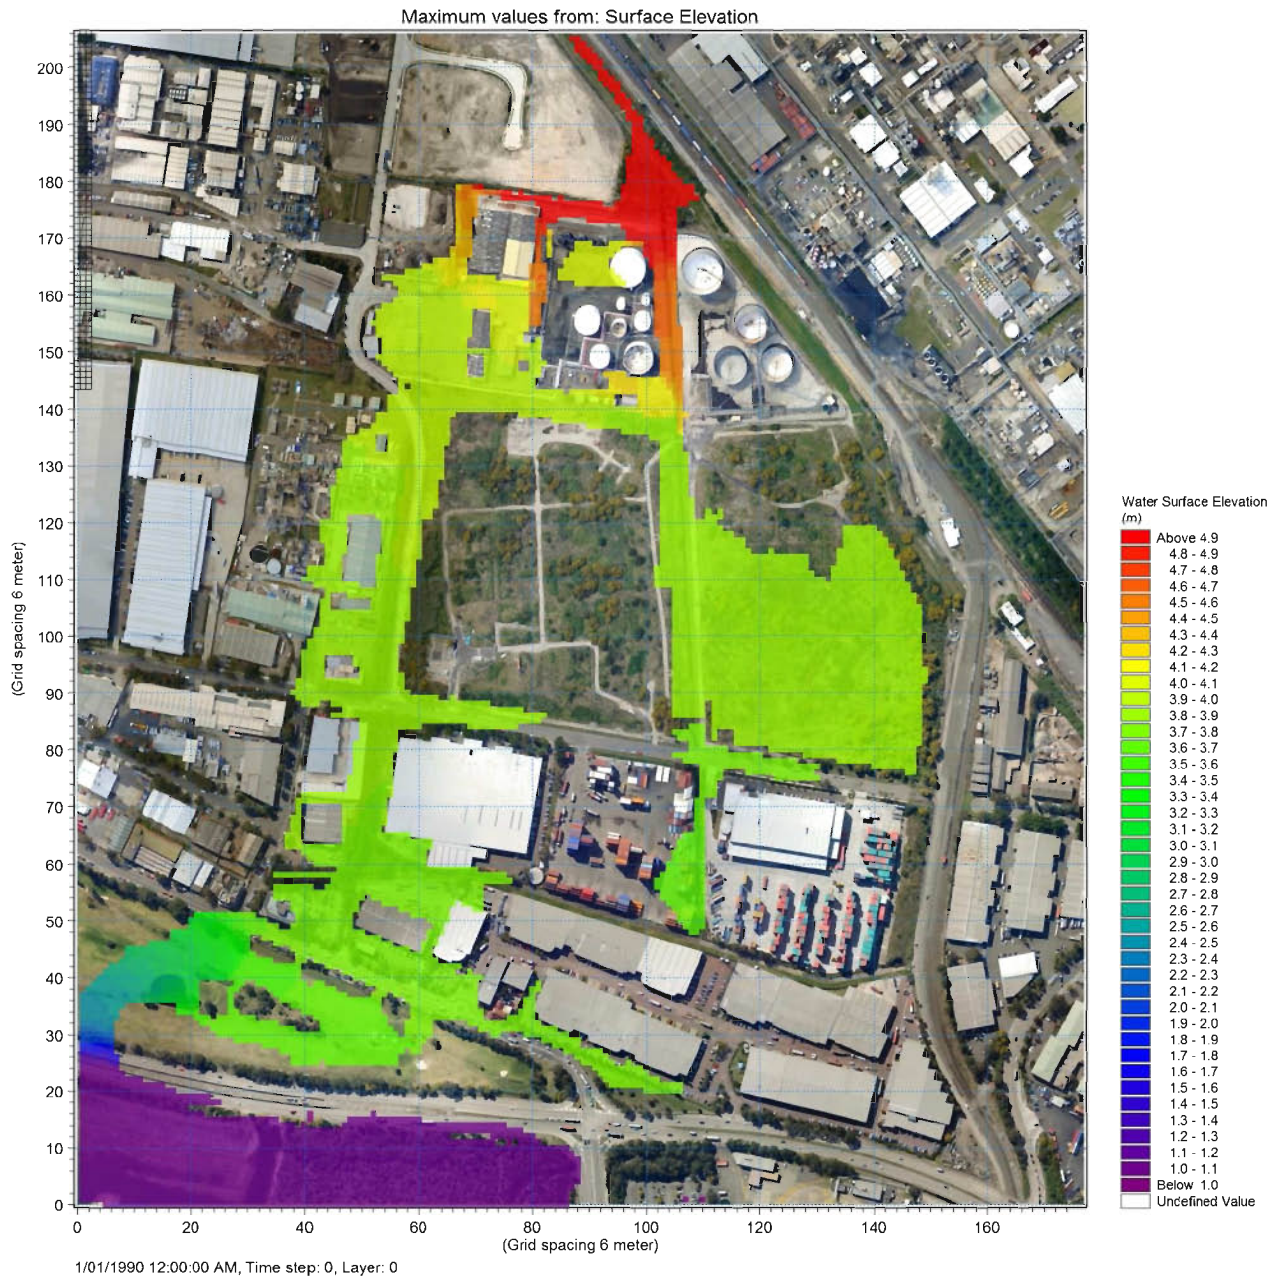 Maximum values from: Surface Elevation
200
190
180
170
160
150
140
130
120
110
100
90
80
70
60
50
40
30
20
10
0
(Grid spacing 6 meter)
0 20 40 60 80 100 120 140 160
(Grid spacing 6 meter)
1/01/1990 12:00:00 AM, Time step: 0, Layer: 0
Water Surface Elevation
(m)
Above 4.9
4.8 - 4.9
4.7 - 4.8
4.6 - 4.7
4.5 - 4.6
4.4 - 4.5
4.3 - 4.4
4.2 - 4.3
4.1 - 4.2
4.0 - 4.1
3.9 - 4.0
3.8 - 3.9
3.7 - 3.8
3.6 - 3.7
3.5 - 3.6
3.4 - 3.5
3.3 - 3.4
3.2 - 3.3
3.1 - 3.2
3.0 - 3.1
2.9 - 3.0
2.8 - 2.9
2.7 - 2.8
2.6 - 2.7
2.5 - 2.6
2.4 - 2.5
2.3 - 2.4
2.2 - 2.3
2.1 - 2.2
2.0 - 2.1
1.9 - 2.0
1.8 - 1.9
1.7 - 1.8
1.6 - 1.7
1.5 - 1.6
1.4 - 1.5
1.3 - 1.4
1.2 - 1.3
1.1 - 1.2
1.0 - 1.1
Below 1.0
Undefined Value